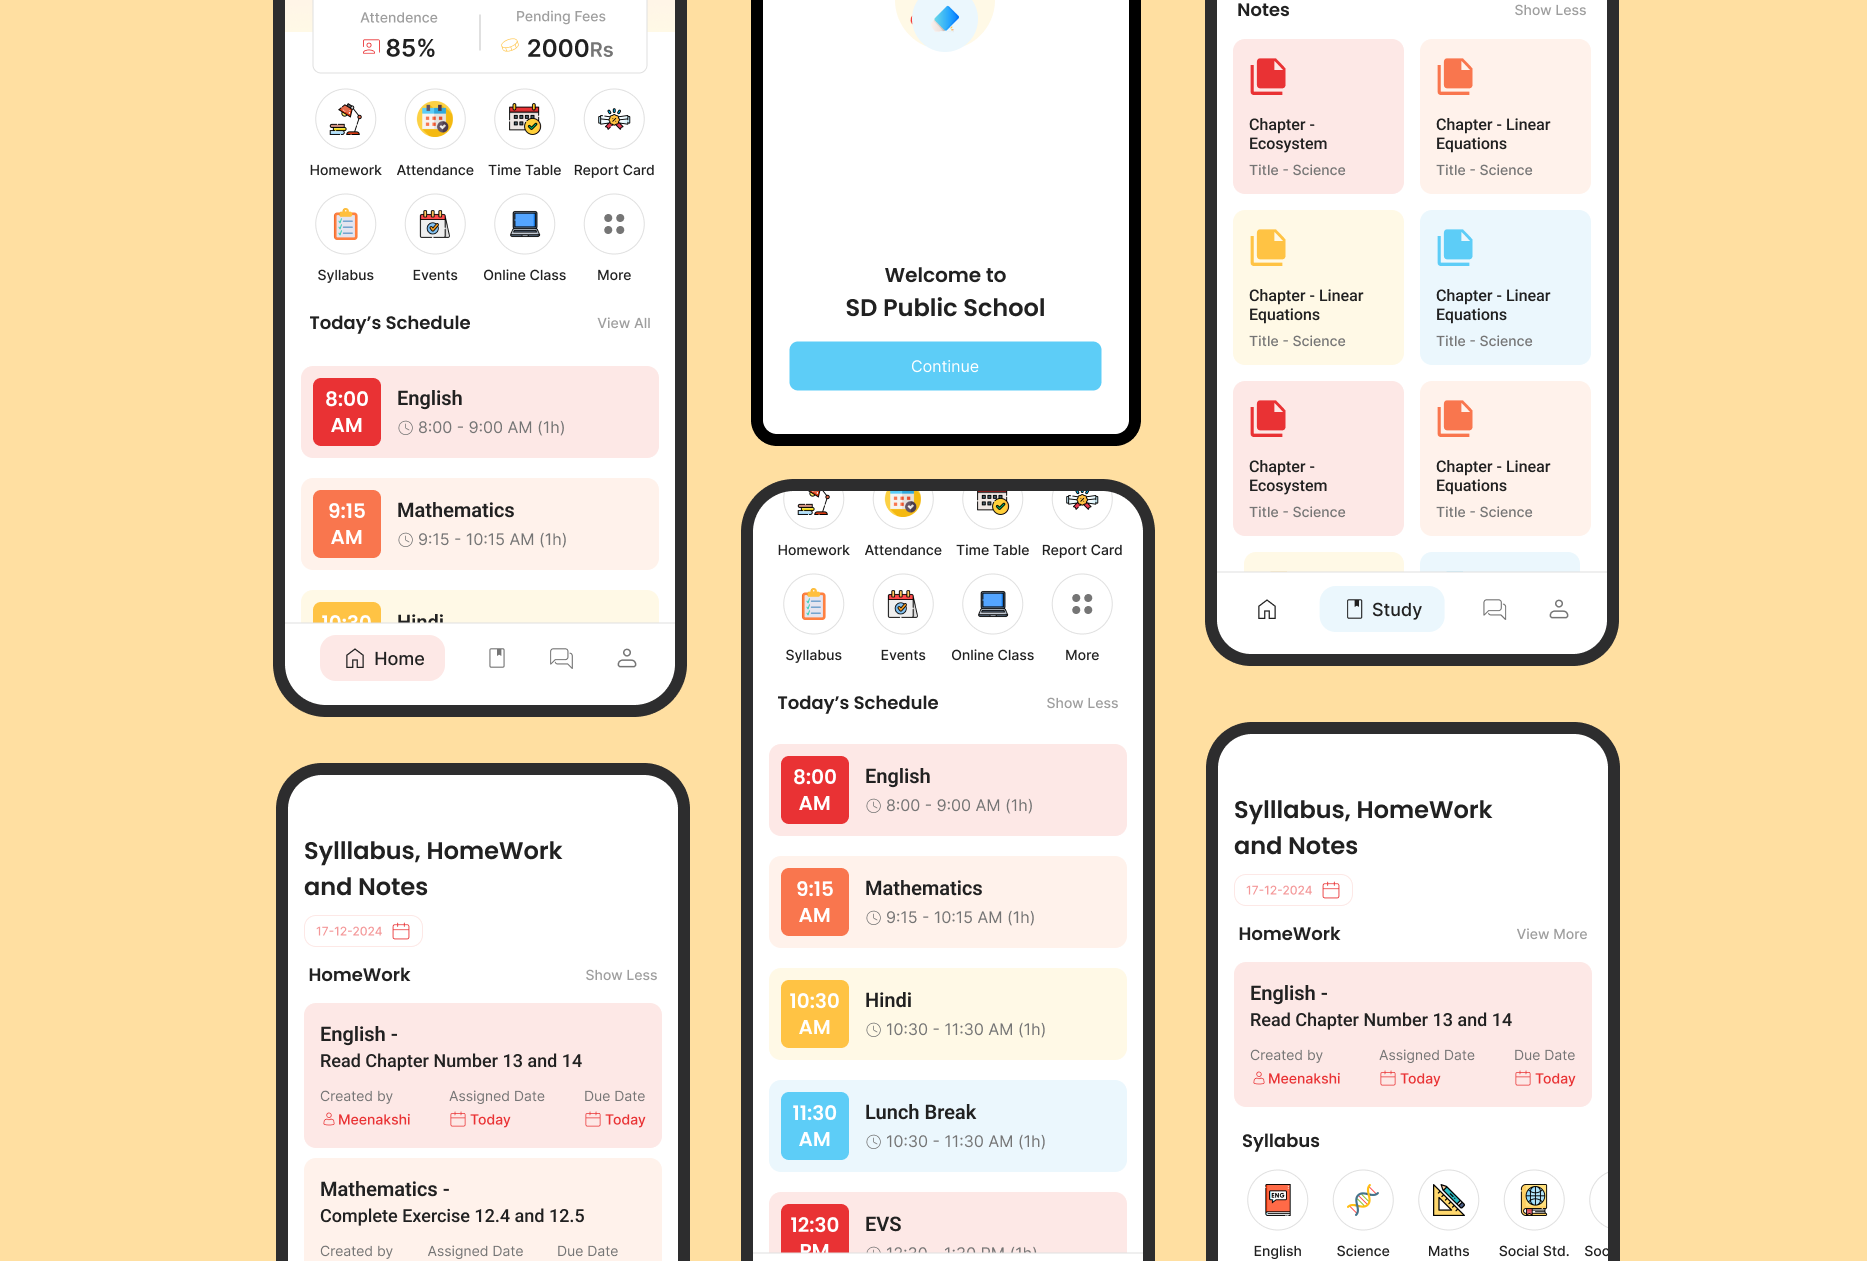 Attendence
Pending Fees
85%
2000Rs
Homework
Attendance
Time Table
Report Card
Syllabus
Events
Online Class
More
Today's Schedule
View All
8:00
AM
English
8:00 - 9:00 AM (1h)
9:15
AM
Mathematics
9:15 - 10:15 AM (1h)
10:30
Hindi
Home
Sylllabus, HomeWork
and Notes
17-12-2024
HomeWork
Show Less
English -
Read Chapter Number 13 and 14
Created by
Assigned Date
Due Date
Meenakshi
Today
Today
Mathematics -
Complete Exercise 12.4 and 12.5
Created by
Assigned Date
Due Date
Welcome to
SD Public School
Continue
Homework
Attendance
Time Table
Report Card
Syllabus
Events
Online Class
More
Today's Schedule
Show Less
8:00
AM
English
8:00 - 9:00 AM (1h)
9:15
AM
Mathematics
9:15 - 10:15 AM (1h)
10:30
AM
Hindi
10:30 - 11:30 AM (1h)
11:30
AM
Lunch Break
10:30 - 11:30 AM (1h)
12:30
PM
EVS
12:30 - 1:30 PM (1h)
Notes
Show Less
Chapter -
Ecosystem
Title - Science
Chapter - Linear
Equations
Title - Science
Chapter - Linear
Equations
Title - Science
Chapter - Linear
Equations
Title - Science
Chapter -
Ecosystem
Title - Science
Chapter - Linear
Equations
Title - Science
Study
Sylllabus, HomeWork
and Notes
17-12-2024
HomeWork
View More
English -
Read Chapter Number 13 and 14
Created by
Assigned Date
Due Date
Meenakshi
Today
Today
Syllabus
ENG
English
Science
Maths
Social Std.
Soc